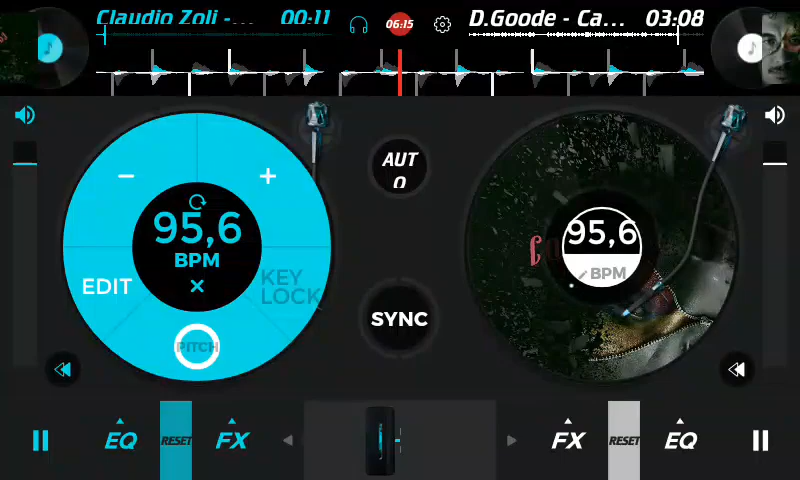 Claudio Zoli -...
00:11
06:15
D.Goode - Ca...
03:08
AUT
O
95,6
BPM
EDIT
KEY
LOCK
PITCH
95,6
BPM
SYNC
EQ
RESET
FX
FX
RESET
EQ